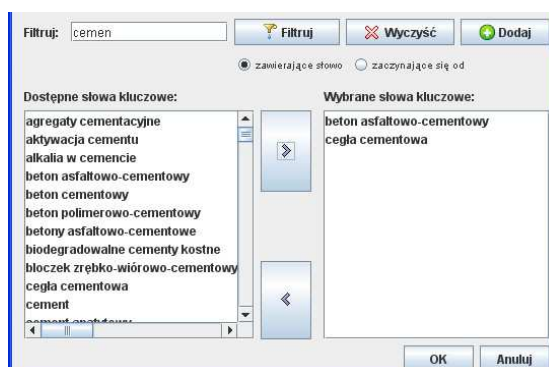 Filtruj: cemen Filtruj Wyczyść Dodaj
zawierające słowo zaczynające się od
Dostępne słowa kluczowe: Wybrane słowa kluczowe:
agregaty cementacyjne
aktywacja cementu
alkalia w cemencie
beton asfaltowo-cementowy
beton cementowy
beton polimerowo-cementowy
betony asfaltowo-cementowe
biodegradowalne cementy kostne
bloczek zrębko-wiórowo-cementowy
cegła cementowa
cement
beton asfaltowo-cementowy
cegła cementowa
OK Anuluj